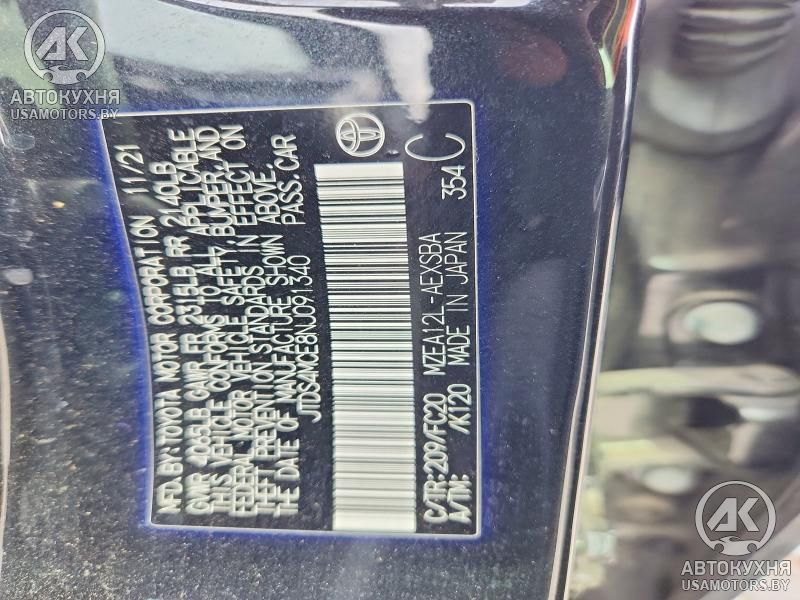 AK
АВТОКУХНЯ
USAMOTORS.BY
MFD.BY:TOYOTA MOTOR CORPORATION 11/21
GVWR 4065LB GAWR FR 2315LB RR 2140LB
THIS VEHICLE CONFORMS TO ALL APPLICABLE
FEDERAL MOTOR VEHICLE SAFETY, BUMPER, AND
THEFT PREVENTION STANDARDS IN EFFECT ON
THE DATE OF MANUFACTURE SHOWN ABOVE.
JTDS4MCE8NJ091340 PASS CAR
C/TR:209/FC20 MZEA12L-AEXSBA
A/TM: /K120 MADE IN JAPAN 354 C
AK
АВТОКУХНЯ
USAMOTORS.BY